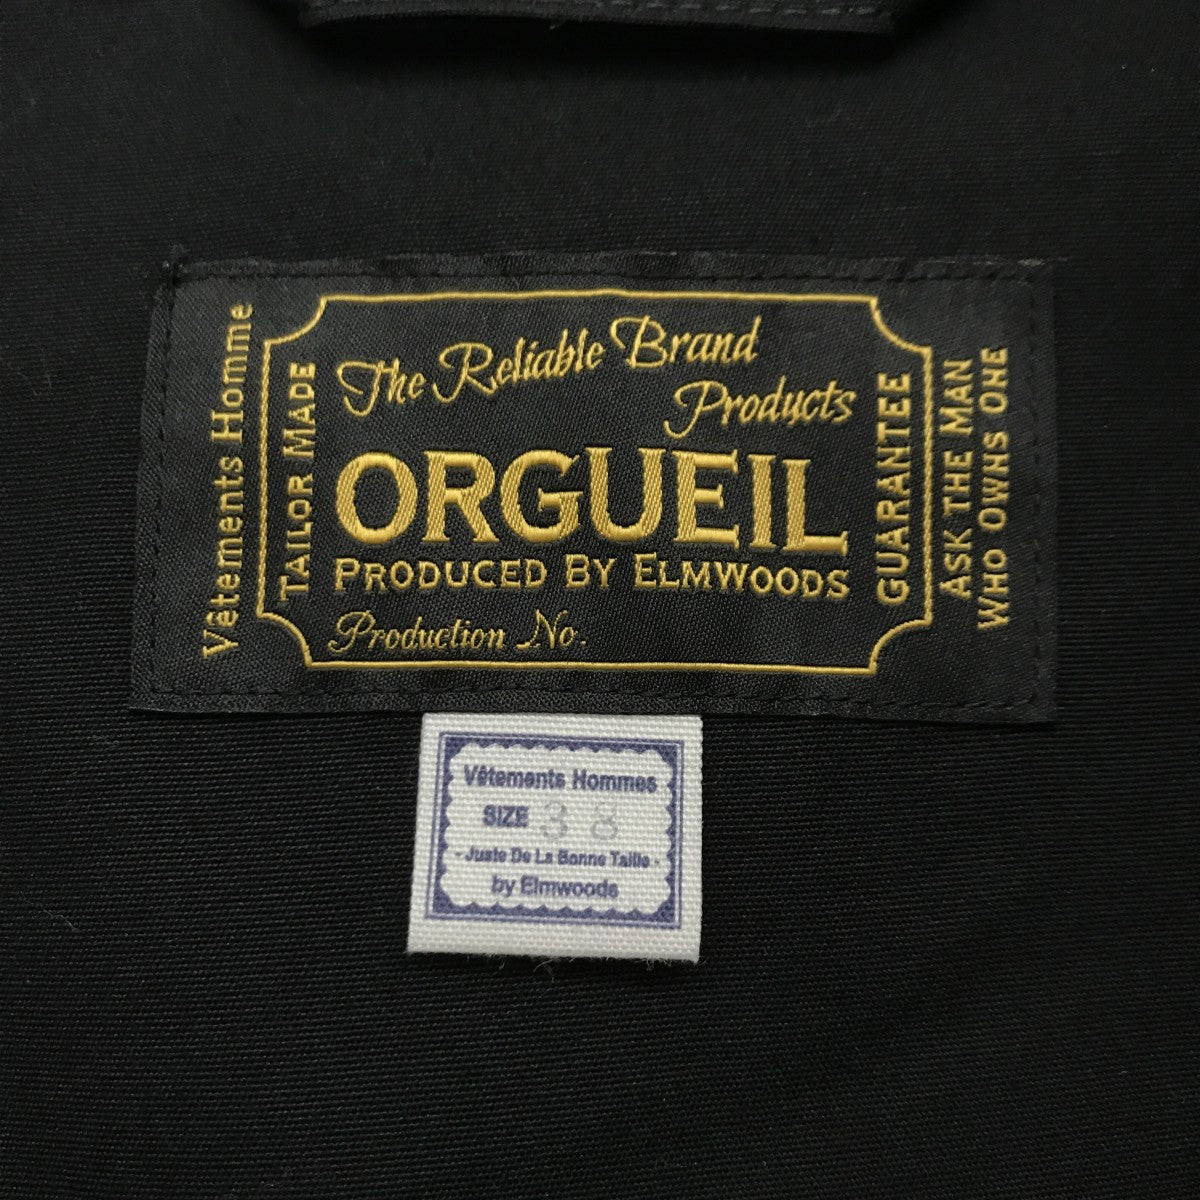 Vêtements Homme
TAILOR MADE
The Reliable Brand
Products
ORGUEIL
PRODUCED BY ELMWOODS
Production No.
GUARANTEE
ASK THE MAN
WHO OWNS ONE
Vêtements Hommes
SIZE 38
- Juste De La Bonne Taille -
by Elmwoods